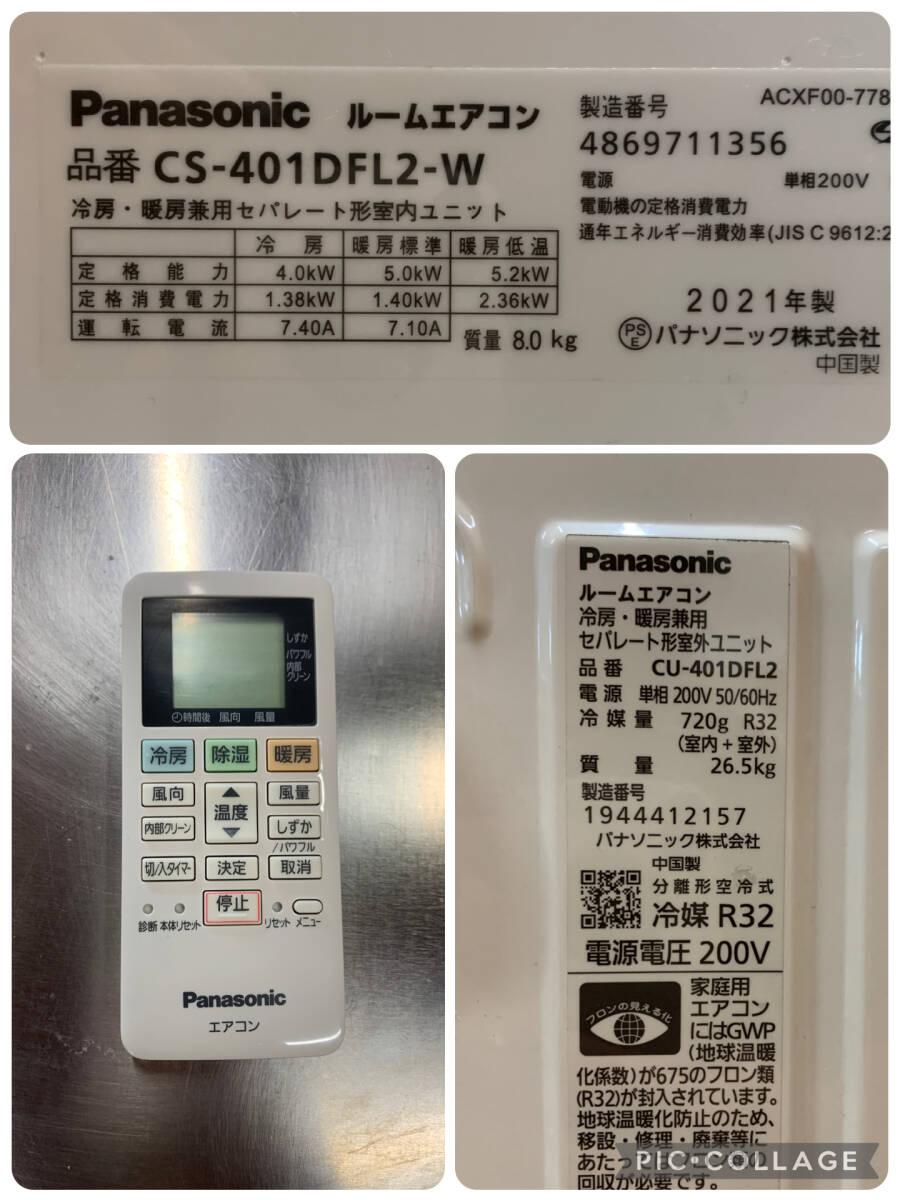 Panasonic ルームエアコン
品番 CS-401DFL2-W
冷房・暖房兼用セパレート形室内ユニット
冷房 暖房標準 暖房低温
定格能力 4.0kW 5.0kW 5.2kW
定格消費電力 1.38kW 1.40kW 2.36kW
運転電流 7.40A 7.10A
質量 8.0 kg
ACXF00-778
製造番号
4869711356
電源 単相200V
電動機の定格消費電力
通年エネルギー消費効率(JIS C 9612:2
2021年製
PSE パナソニック株式会社
中国製
しずか
パワフル
内部
クリーン
時間後 風向 風量
冷房 除湿 暖房
風向 温度 風量
内部クリーン しずか
/パワフル
切/入タイマー 決定 取消
停止
診断 本体リセット リセット メニュー
Panasonic
エアコン
Panasonic
ルームエアコン
冷房・暖房兼用
セパレート形室外ユニット
品番 CU-401DFL2
電源 単相 200V 50/60Hz
冷媒量 720g R32
(室内+室外)
質量 26.5kg
製造番号
1944412157
パナソニック株式会社
中国製
分離形空冷式
冷媒 R32
電源電圧 200V
フロンの見える化
家庭用
エアコン
にはGWP
(地球温暖
化係数)が675のフロン類
(R32)が封入されています。
地球温暖化防止のため、
移設・修理・廃棄等に
あたっては
回収が必要です。
PIC•COLLAGE